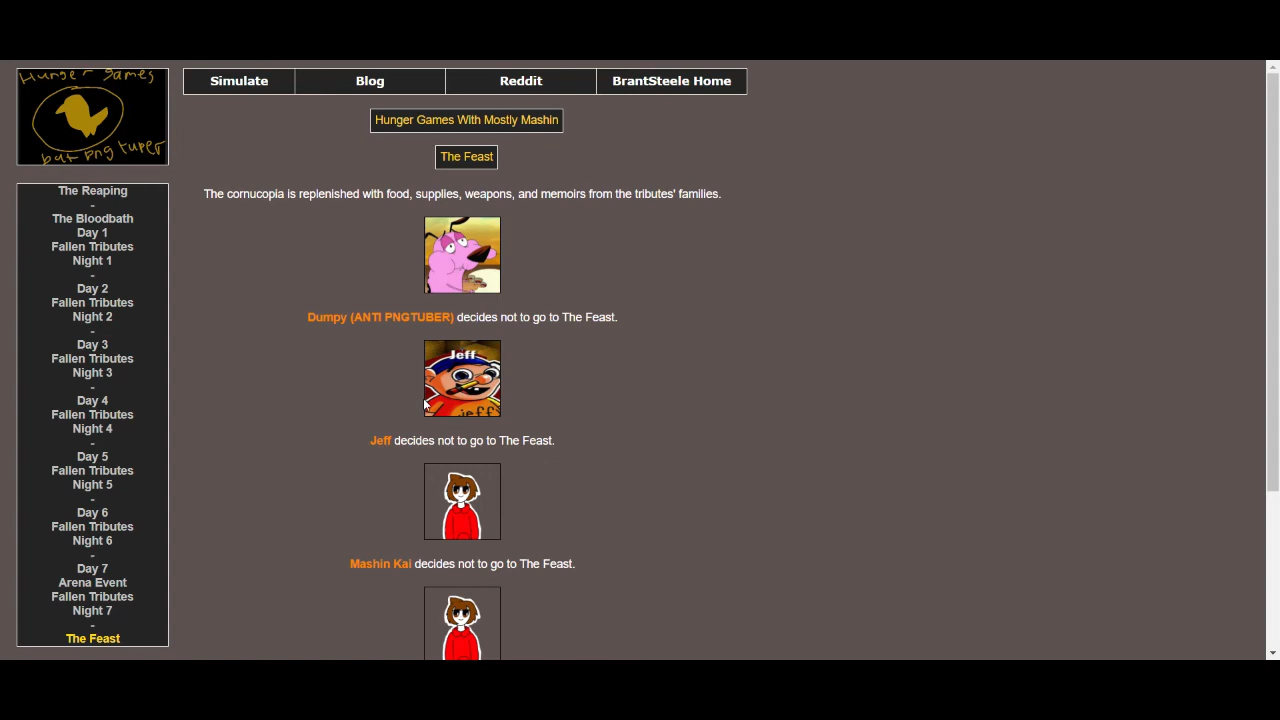 Hunger Games
but png tuper
Simulate
Blog
Reddit
BrantSteele Home
The Reaping
-
The Bloodbath
Day 1
Fallen Tributes
Night 1
-
Day 2
Fallen Tributes
Night 2
-
Day 3
Fallen Tributes
Night 3
-
Day 4
Fallen Tributes
Night 4
-
Day 5
Fallen Tributes
Night 5
-
Day 6
Fallen Tributes
Night 6
-
Day 7
Arena Event
Fallen Tributes
Night 7
-
The Feast
Hunger Games With Mostly Mashin
The Feast
The cornucopia is replenished with food, supplies, weapons, and memoirs from the tributes' families.
Dumpy (ANTI PNGTUBER) decides not to go to The Feast.
Jeff
jeff
Jeff decides not to go to The Feast.
Mashin Kai decides not to go to The Feast.